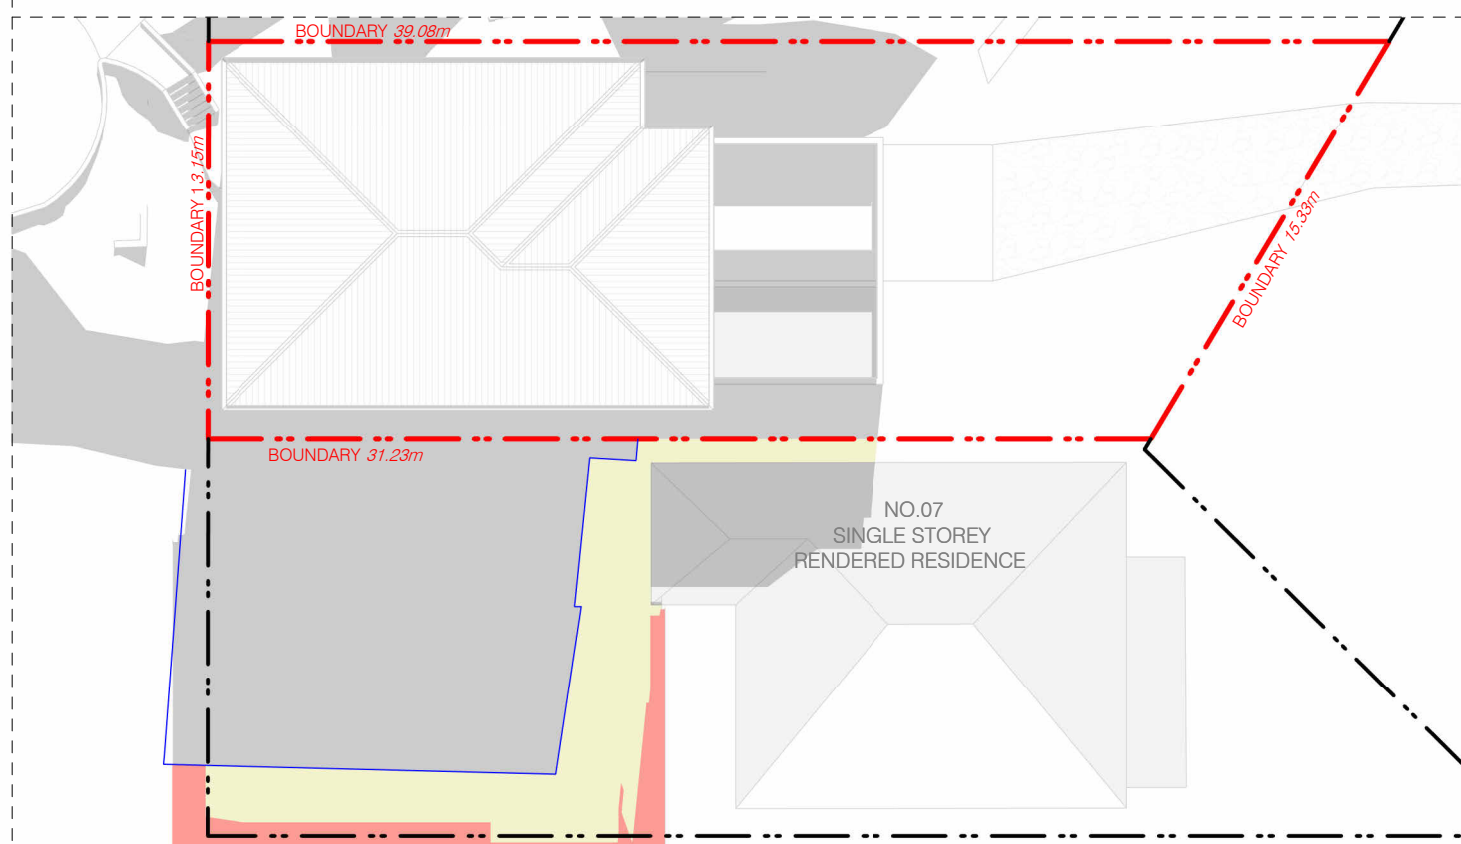 BOUNDARY 39.08m
BOUNDARY 13.15m
BOUNDARY 15.33m
BOUNDARY 31.23m
NO.07
SINGLE STOREY
RENDERED RESIDENCE